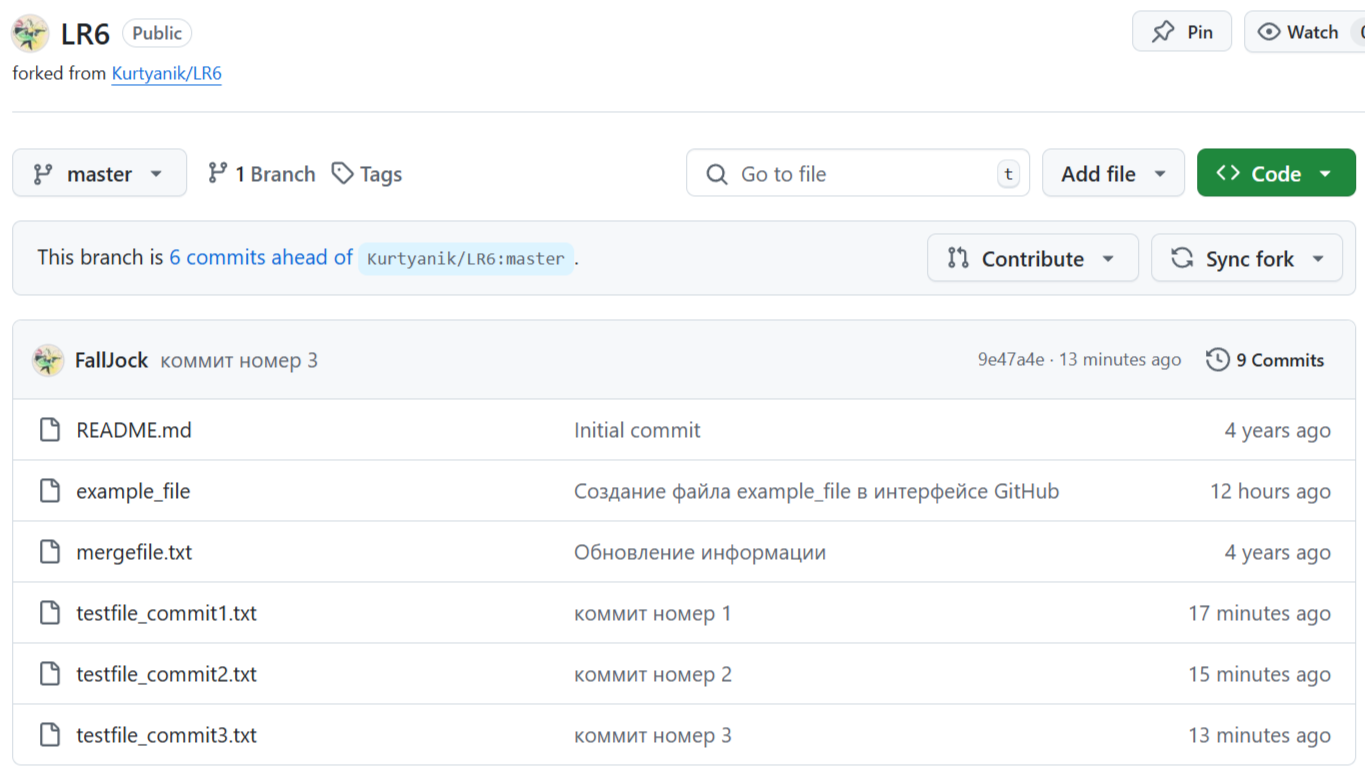 LR6 Public Pin Watch
forked from Kurtyanik/LR6
master 1 Branch Tags Go to file t Add file Code
This branch is 6 commits ahead of Kurtyanik/LR6:master . Contribute Sync fork
FallJock коммит номер 3 9e47a4e · 13 minutes ago 9 Commits
README.md Initial commit 4 years ago
example_file Создание файла example_file в интерфейсе GitHub 12 hours ago
mergefile.txt Обновление информации 4 years ago
testfile_commit1.txt коммит номер 1 17 minutes ago
testfile_commit2.txt коммит номер 2 15 minutes ago
testfile_commit3.txt коммит номер 3 13 minutes ago